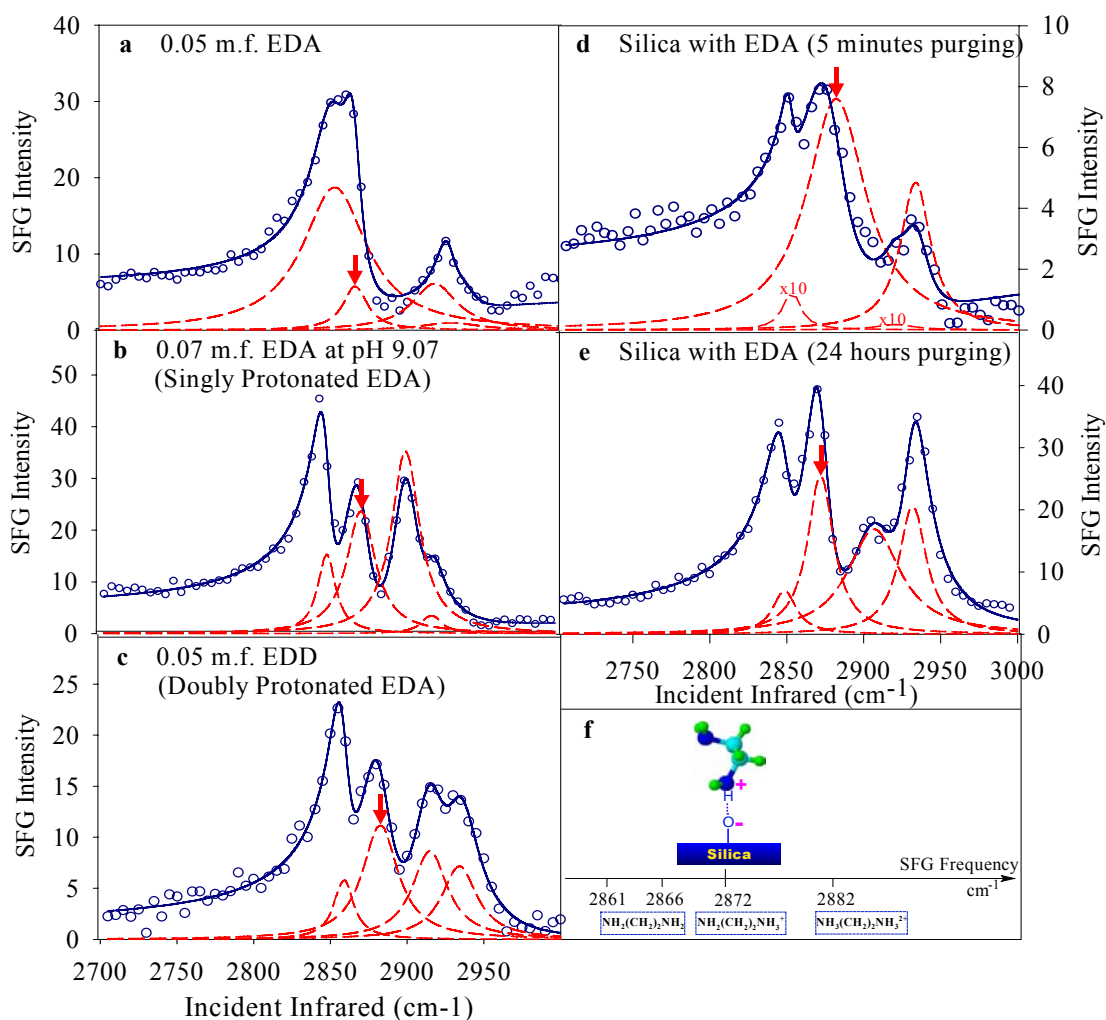 a 0.05 m.f. EDA
40
30
20
10
0
SFG Intensity
b 0.07 m.f. EDA at pH 9.07
(Singly Protonated EDA)
50
40
30
20
10
0
SFG Intensity
c 0.05 m.f. EDD
(Doubly Protonated EDA)
25
20
15
10
5
0
SFG Intensity
2700 2750 2800 2850 2900 2950
Incident Infrared (cm-1)
d Silica with EDA (5 minutes purging)
10
8
6
4
2
0
SFG Intensity
x10
x10
e Silica with EDA (24 hours purging)
40
30
20
10
0
SFG Intensity
2750 2800 2850 2900 2950 3000
Incident Infrared (cm-1)
f
+
H
O -
Silica
SFG Frequency
cm-1
2861 2866 2872 2882
NH2(CH2)2NH2 NH2(CH2)2NH3+ NH3(CH2)2NH32+